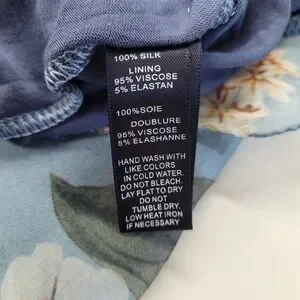 100% SILK
LINING
95% VISCOSE
5% ELASTAN
100%SOIE
DOUBLURE
95% VISCOSE
5% ELASHANNE
HAND WASH WITH
LIKE COLORS
IN COLD WATER.
DO NOT BLEACH.
LAY FLAT TO DRY
DO NOT
TUMBLE DRY.
LOW HEAT IRON
IF NECESSARY